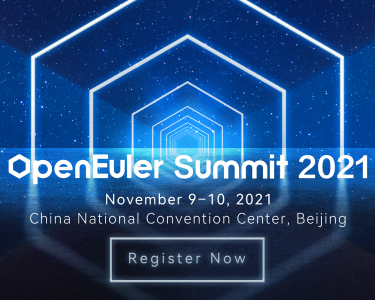 OpenEuler Summit 2021
November 9-10, 2021
China National Convention Center, Beijing
Register Now